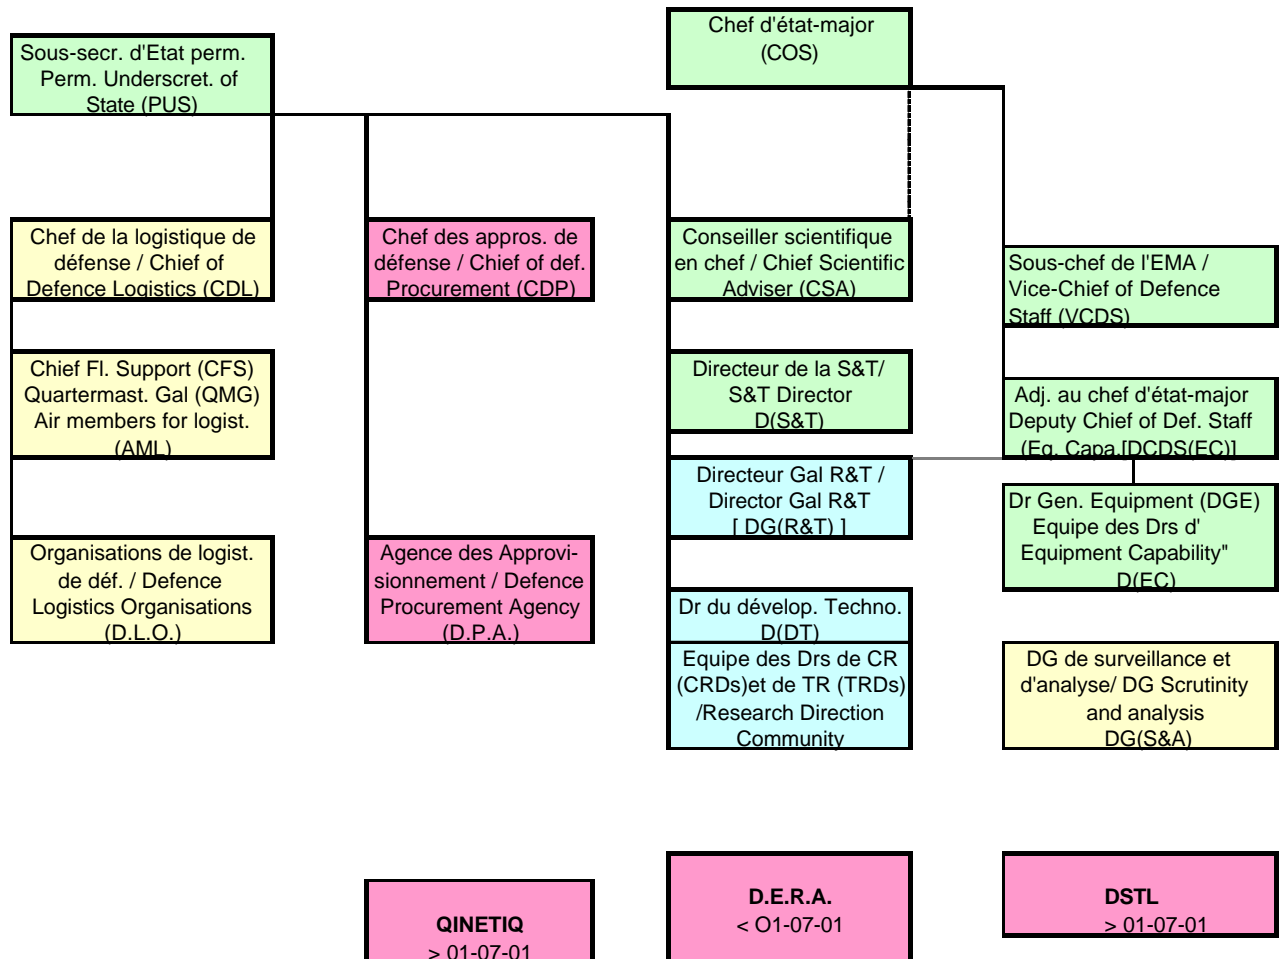 Sous-secr. d'Etat perm.
Perm. Underscret. of
State (PUS)
Chef d'état-major
(COS)
Chef de la logistique de
défense / Chief of
Defence Logistics (CDL)
Chef des appros. de
défense / Chief of def.
Procurement (CDP)
Conseiller scientifique
en chef / Chief Scientific
Adviser (CSA)
Sous-chef de l'EMA /
Vice-Chief of Defence
Staff (VCDS)
Chief Fl. Support (CFS)
Quartermast. Gal (QMG)
Air members for logist.
(AML)
Directeur de la S&T/
S&T Director
D(S&T)
Adj. au chef d'état-major
Deputy Chief of Def. Staff
(Eq. Capa.[DCDS(EC)]
Directeur Gal R&T /
Director Gal R&T
[ DG(R&T) ]
Dr Gen. Equipment (DGE)
Equipe des Drs d'
Equipment Capability"
D(EC)
Organisations de logist.
de déf. / Defence
Logistics Organisations
(D.L.O.)
Agence des Approvi-
sionnement / Defence
Procurement Agency
(D.P.A.)
Dr du dévelop. Techno.
D(DT)
Equipe des Drs de CR
(CRDs)et de TR (TRDs)
/Research Direction
Community
DG de surveillance et
d'analyse/ DG Scrutinity
and analysis
DG(S&A)
QINETIQ
> 01-07-01
D.E.R.A.
< O1-07-01
DSTL
> 01-07-01